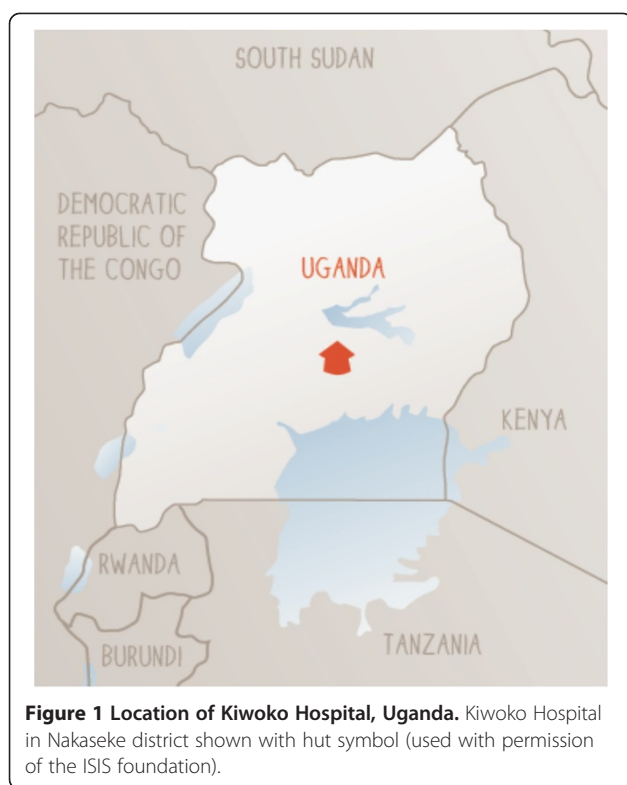 SOUTH SUDAN
DEMOCRATIC
REPUBLIC OF
THE CONGO
UGANDA
KENYA
RWANDA
BURUNDI
TANZANIA
Figure 1 Location of Kiwoko Hospital, Uganda. Kiwoko Hospital
in Nakaseke district shown with hut symbol (used with permission
of the ISIS foundation).